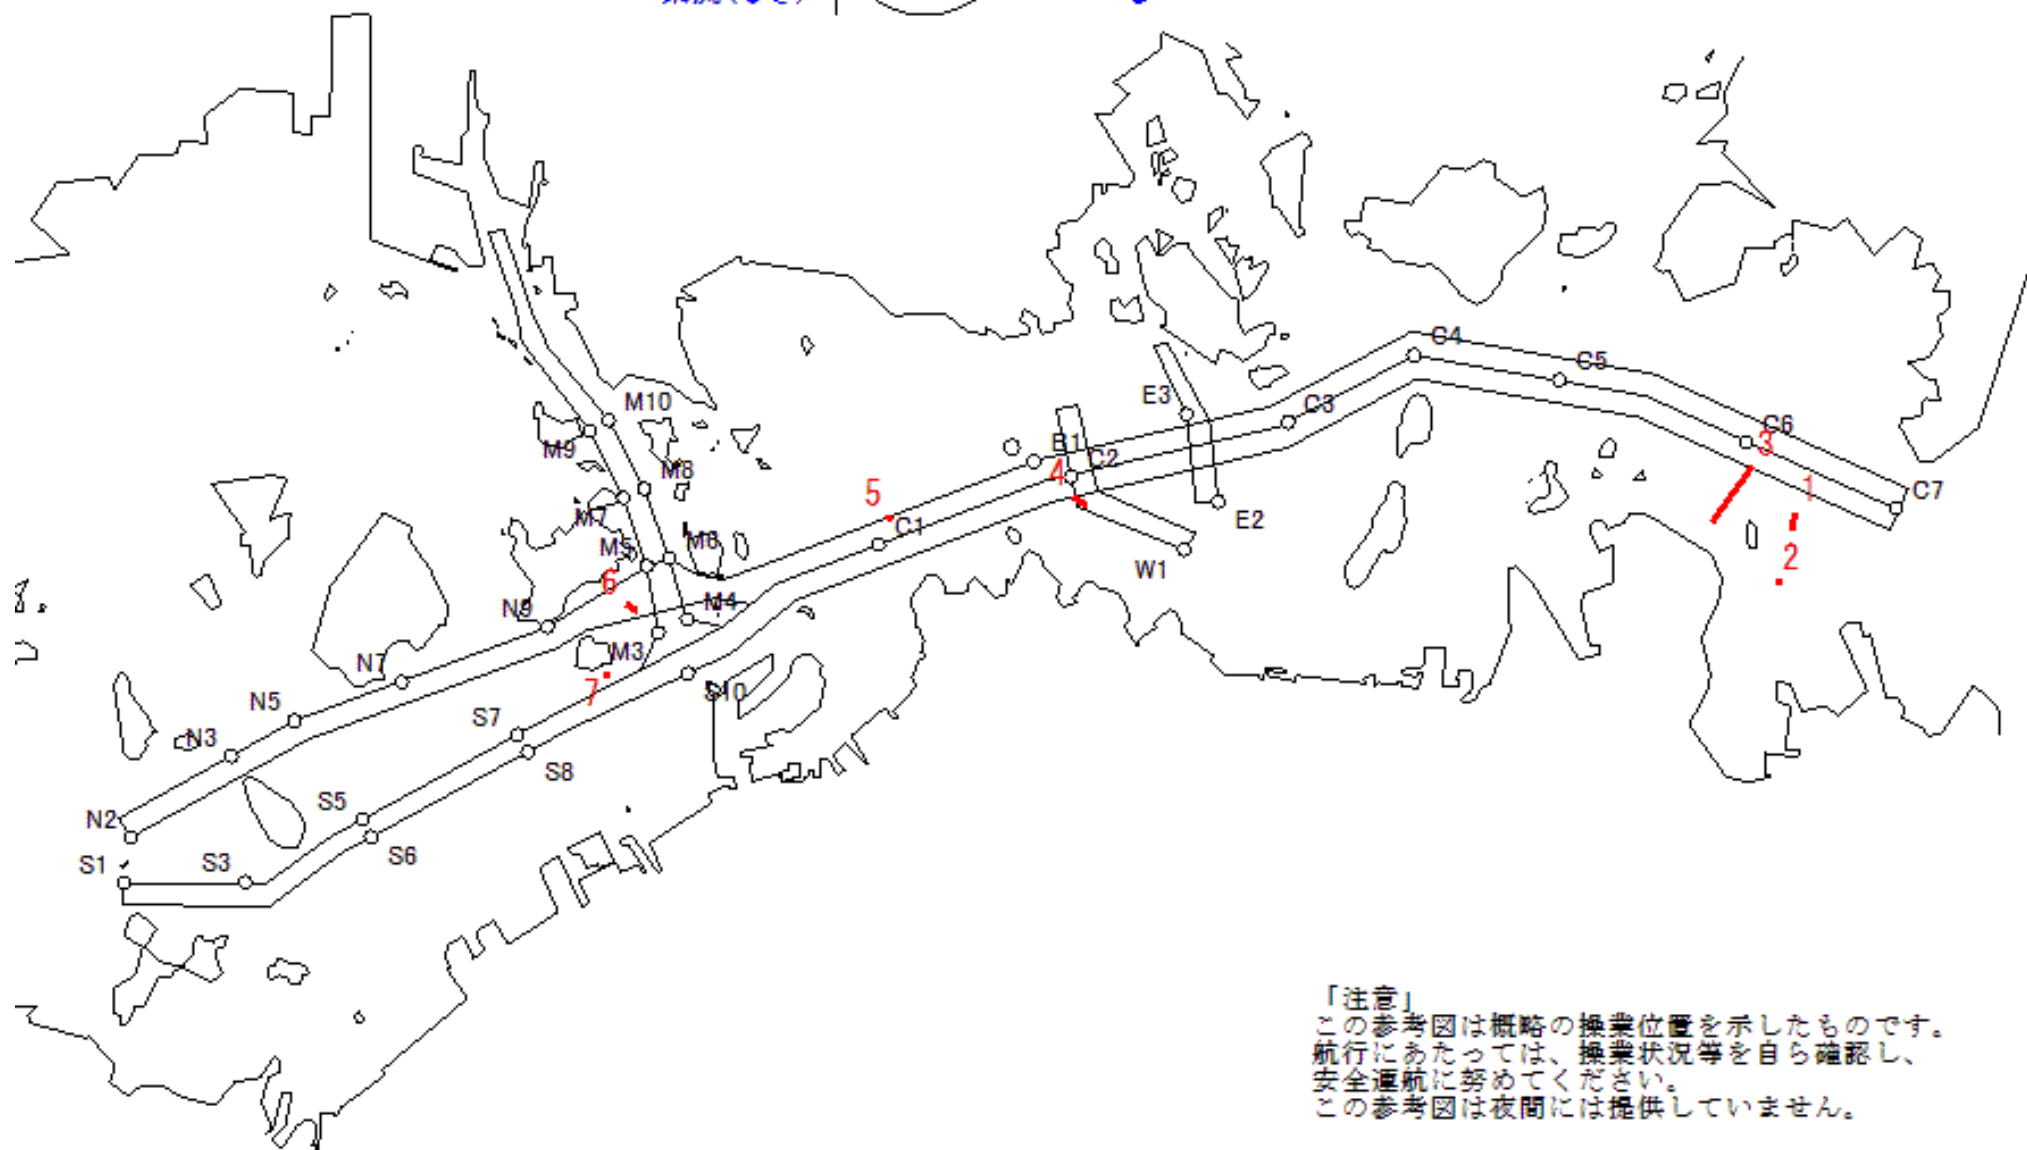 C4
C5
M10
E3
C3
C6
3
M9
M8
B1
C2
4
5
1
C7
M7
C1
E2
M5
M6
2
W1
6
N9
M4
M3
N7
7
S10
N5
S7
N3
S8
S5
N2
S6
S1
S3
「注意」
この参考図は概略の操業位置を示したものです。
航行にあたっては、操業状況等を自ら確認し、
安全運航に努めてください。
この参考図は夜間には提供していません。